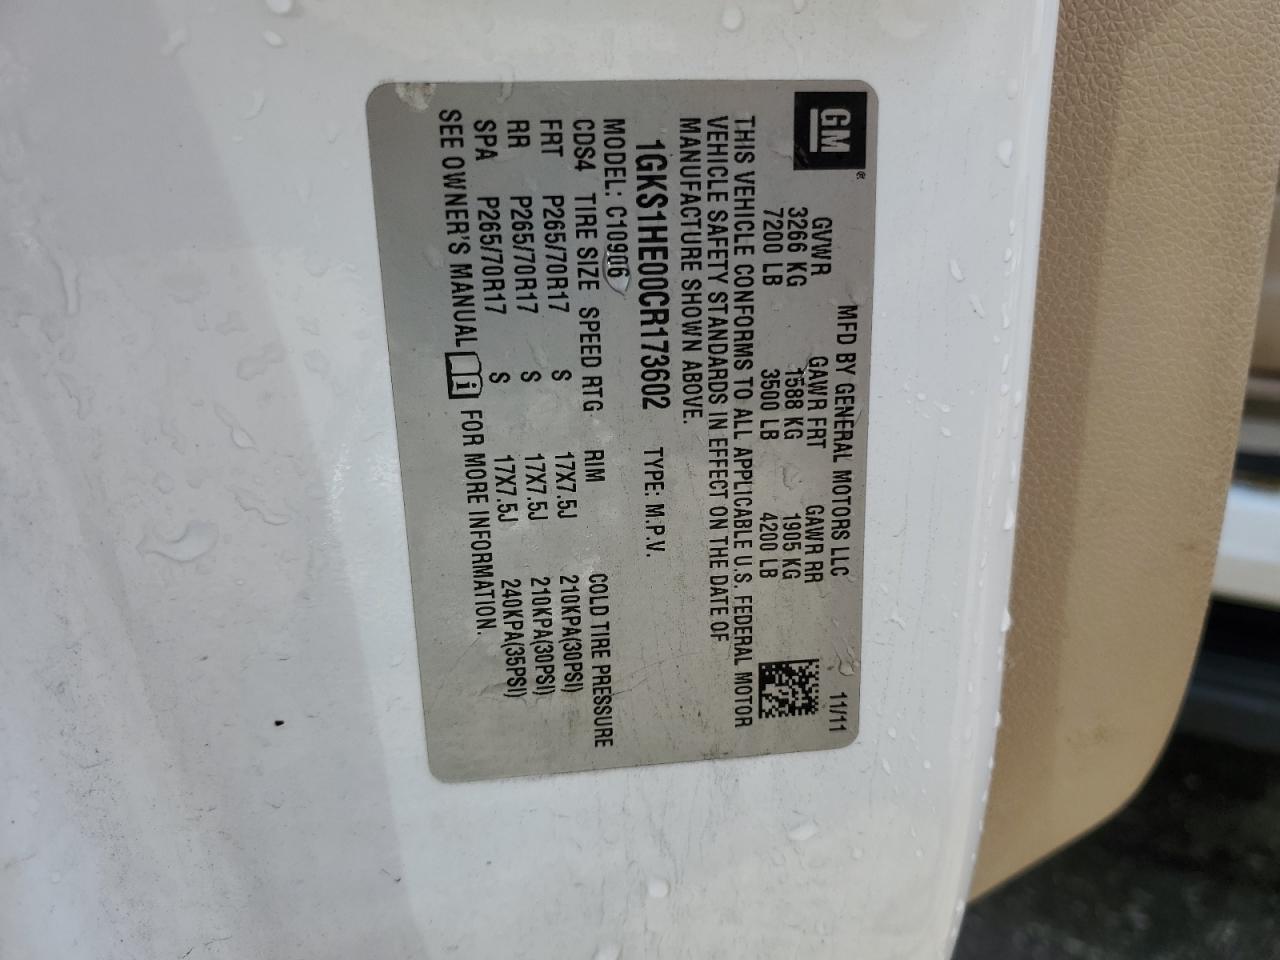 GM
MFD BY GENERAL MOTORS LLC 11/11
GVWR GAWR FRT GAWR RR
3266 KG 1588 KG 1905 KG
7200 LB 3500 LB 4200 LB
THIS VEHICLE CONFORMS TO ALL APPLICABLE U.S. FEDERAL MOTOR
VEHICLE SAFETY STANDARDS IN EFFECT ON THE DATE OF
MANUFACTURE SHOWN ABOVE.
1GKS1HE00CR173602 TYPE: M.P.V.
MODEL: C10906
CDS4 TIRE SIZE SPEED RTG RIM COLD TIRE PRESSURE
FRT P265/70R17 S 17X7.5J 210KPA(30PSI)
RR P265/70R17 S 17X7.5J 210KPA(30PSI)
SPA P265/70R17 S 17X7.5J 240KPA(35PSI)
SEE OWNER'S MANUAL i FOR MORE INFORMATION.